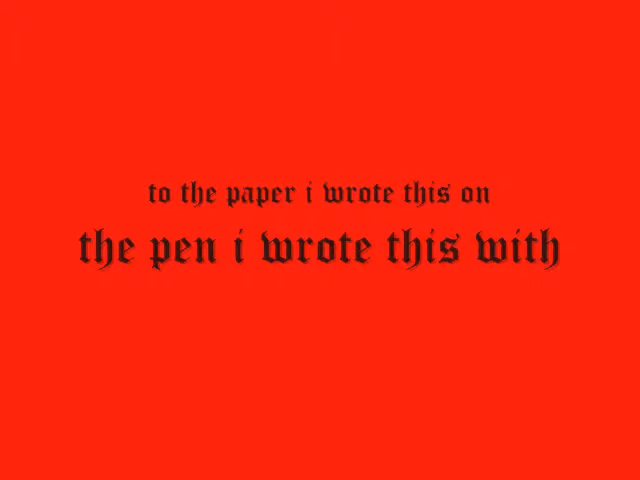 to the paper i wrote this on
the pen i wrote this with